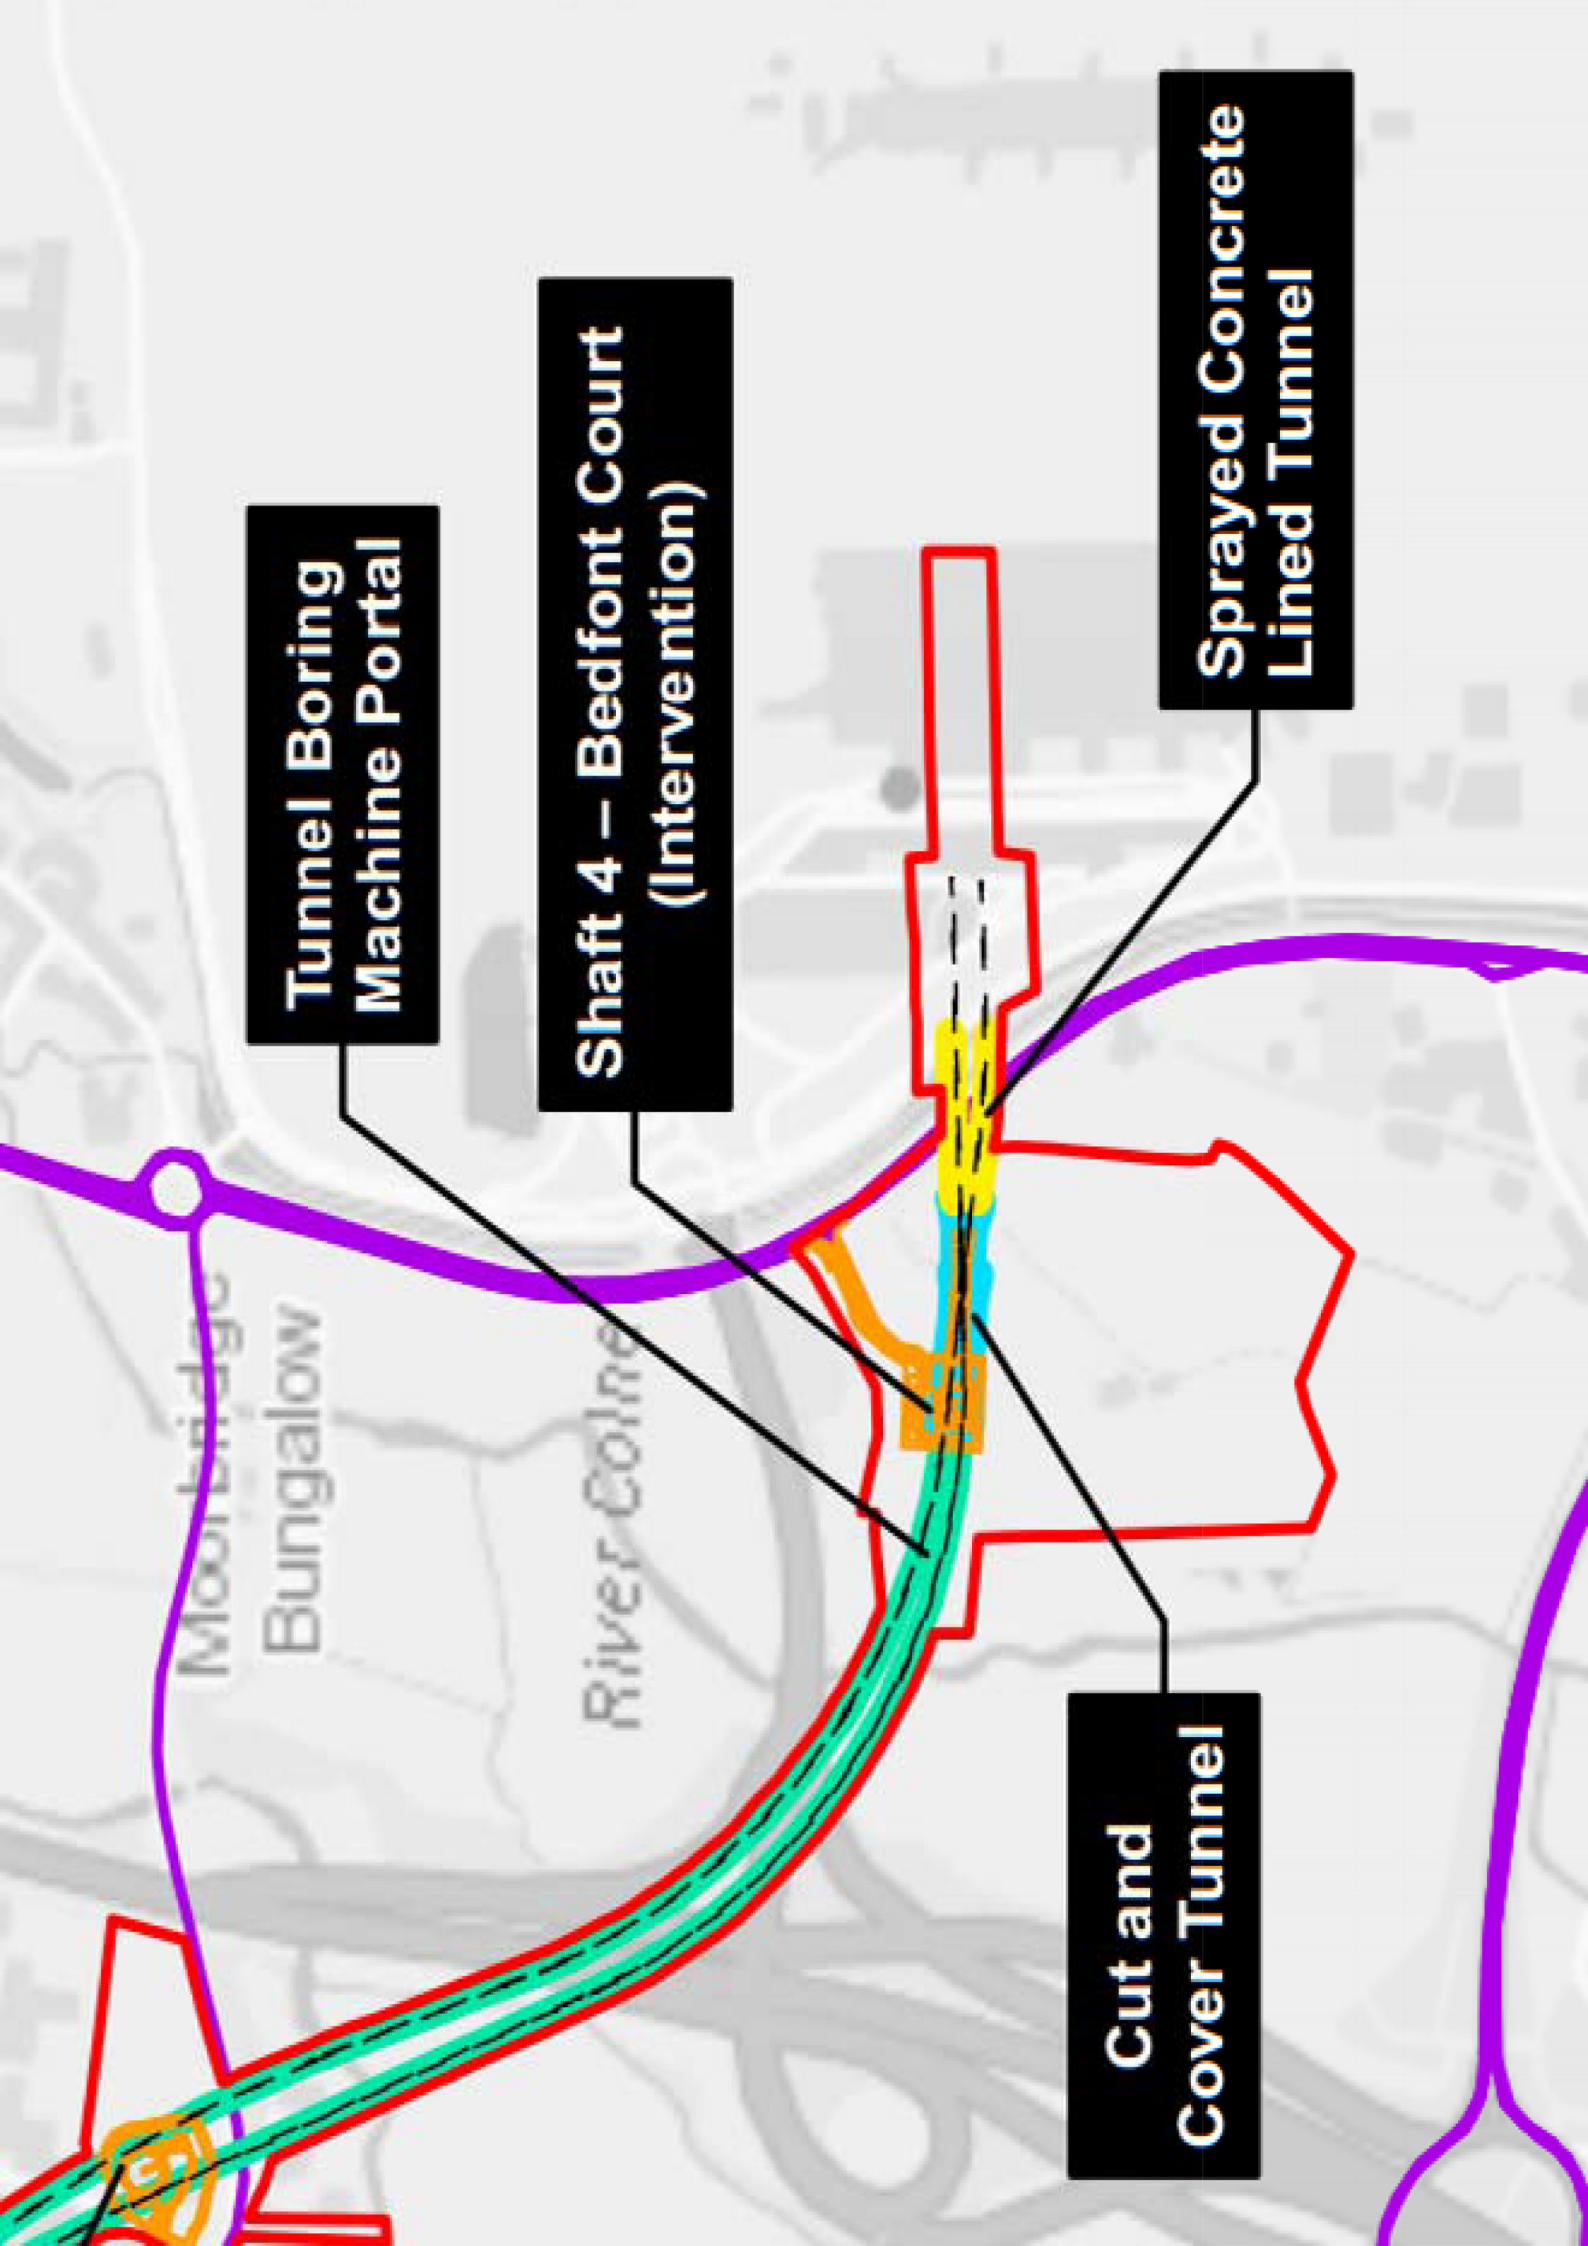 Tunnel Boring
Machine Portal
Shaft 4 – Bedfont Court
(Intervention)
Sprayed Concrete
Lined Tunnel
Moorbridge
Bungalow
River Colne
Cut and
Cover Tunnel